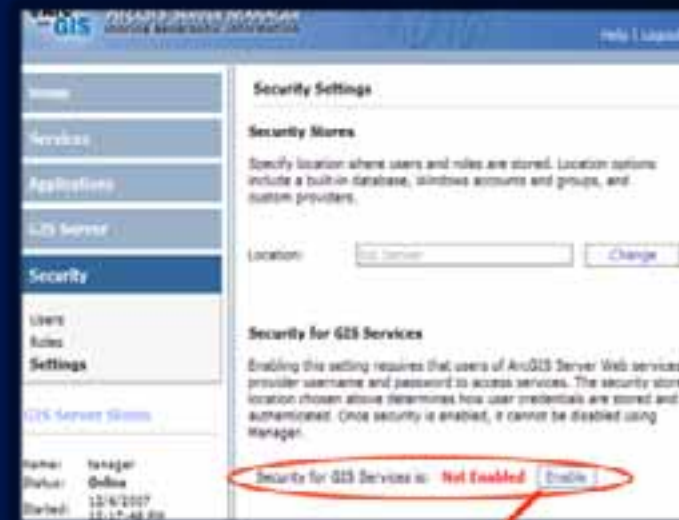 GIS
Help | Logout
Home
Services
Applications
GIS Server
Security
Users
Roles
Settings
Name:
Status: Online
Started: 12/4/2007
Security Settings
Security Stores
Specify location where users and roles are stored. Location options
include a built-in database, Windows accounts and groups, and
custom providers.
Location: Change
Security for GIS Services
Enabling this setting requires that users of ArcGIS Server Web services
provider username and password to access services. The security store
location chosen above determines how user credentials are stored and
authenticated. Once security is enabled, it cannot be disabled using
Manager.
Security for GIS Services is: Not Enabled Enable